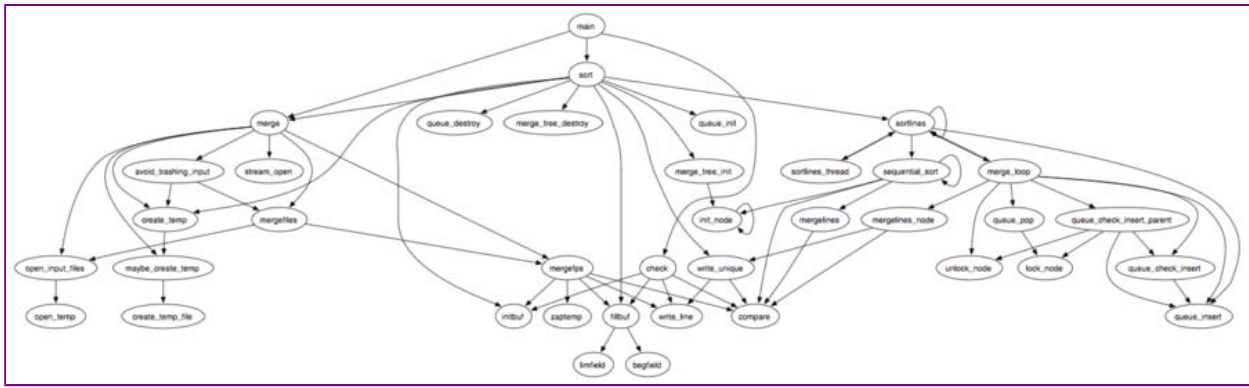 main
sort
merge
queue_destroy
merge_tree_destroy
queue_init
sortlines
avoid_trashing_input
stream_open
merge_tree_init
sortlines_thread
sequential_sort
merge_loop
create_temp
mergefiles
init_node
mergelines
mergelines_node
queue_pop
queue_check_insert_parent
open_input_files
maybe_create_temp
mergefps
check
write_unique
unlock_node
lock_node
queue_check_insert
open_temp
create_temp_file
initbuf
zaptemp
fillbuf
write_line
compare
queue_insert
limfield
begfield